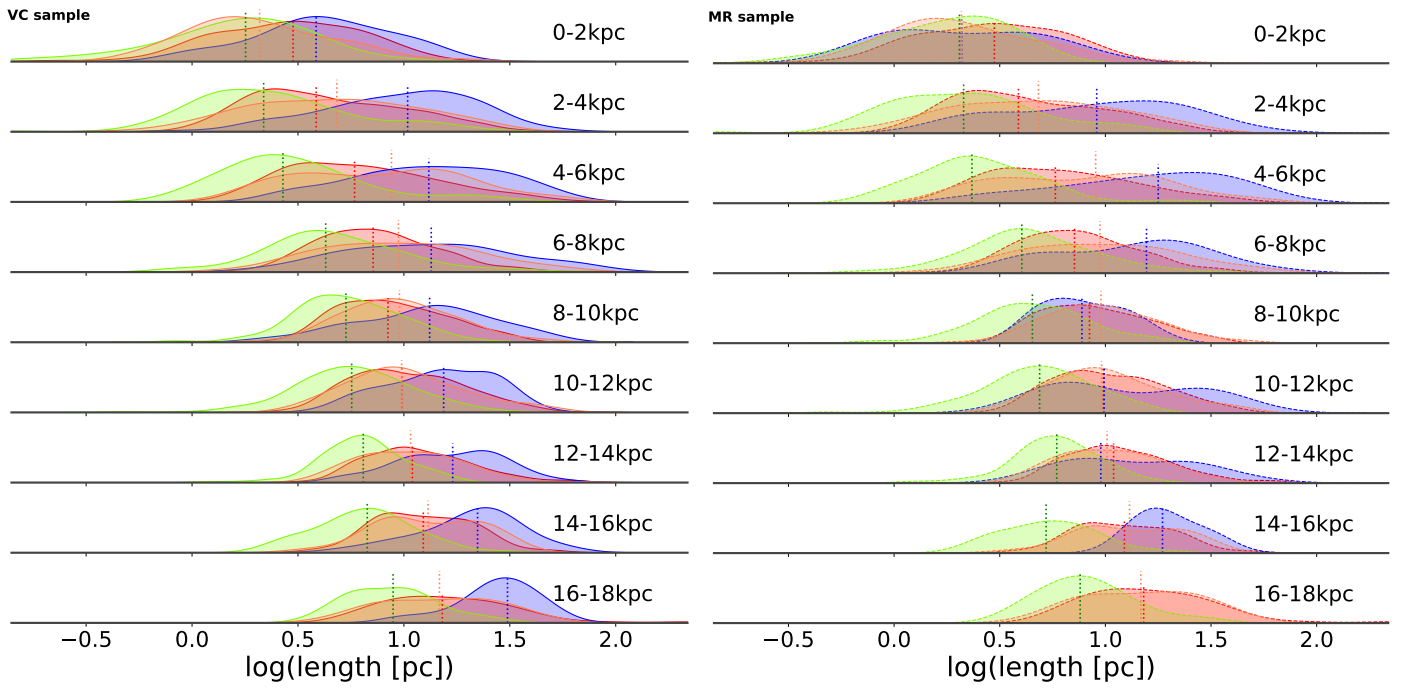 VC sample
0-2kpc
2-4kpc
4-6kpc
6-8kpc
8-10kpc
10-12kpc
12-14kpc
14-16kpc
16-18kpc
−0.5 0.0 0.5 1.0 1.5 2.0
log(length [pc])
MR sample
0-2kpc
2-4kpc
4-6kpc
6-8kpc
8-10kpc
10-12kpc
12-14kpc
14-16kpc
16-18kpc
−0.5 0.0 0.5 1.0 1.5 2.0
log(length [pc])